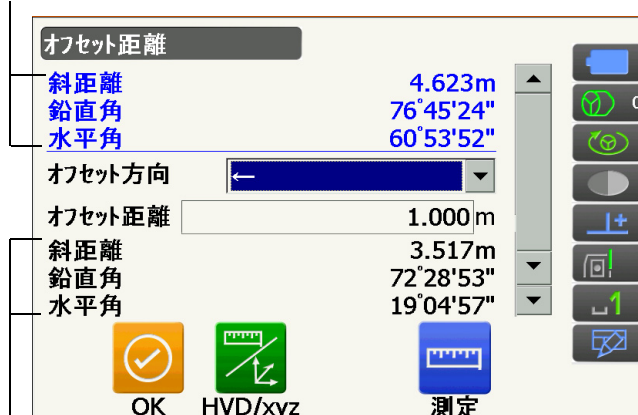 オフセット距離
斜距離 4.623m
鉛直角 76°45'24"
水平角 60°53'52"
オフセット方向 ←
オフセット距離 1.000 m
斜距離 3.517m
鉛直角 72°28'53"
水平角 19°04'57"
OK HVD/xyz 測定